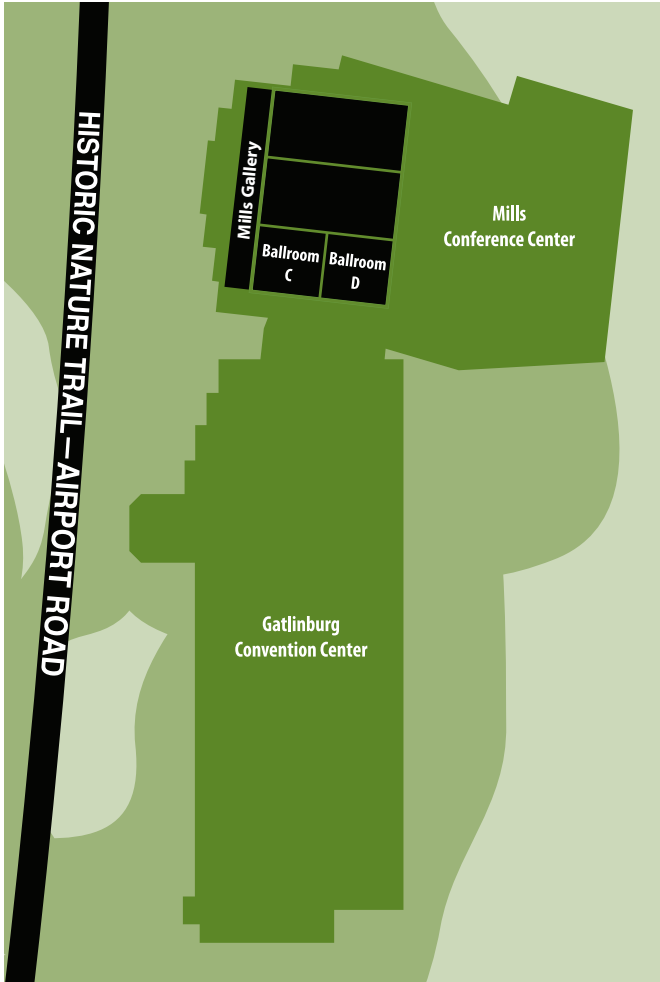 HISTORIC NATURE TRAIL — AIRPORT ROAD
Mills Gallery
Ballroom
C
Ballroom
D
Mills
Conference Center
Gatlinburg
Convention Center